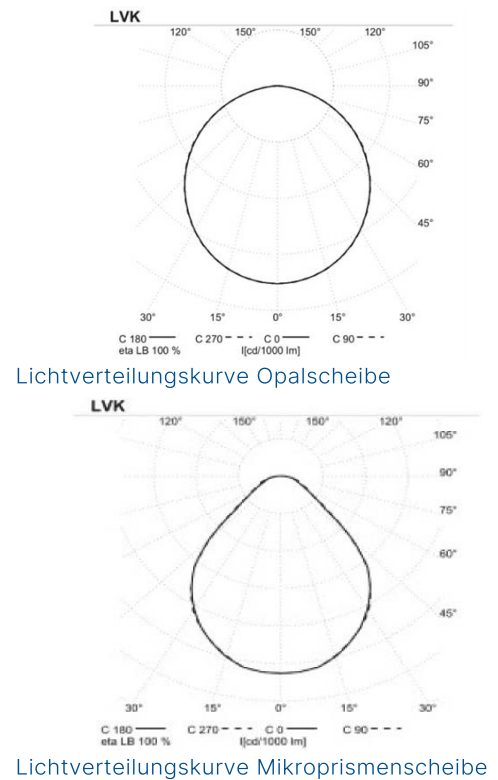 LVK
120° 150° 150° 120°
105°
90°
75°
60°
45°
30° 15° 0° 15° 30°
C 180 C 270 C 0 C 90
eta LB 100 % I[cd/1000 lm]
Lichtverteilungskurve Opalscheibe
LVK
120° 150° 150° 120°
105°
90°
75°
60°
45°
30° 15° 0° 15° 30°
C 180 C 270 C 0 C 90
eta LB 100 % I[cd/1000 lm]
Lichtverteilungskurve Mikroprismenscheibe